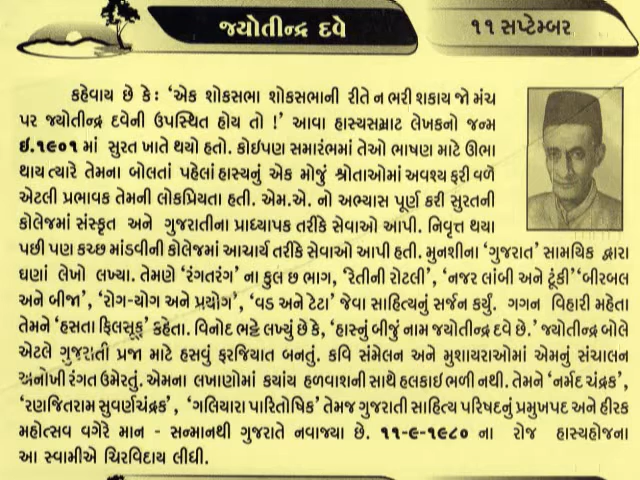 જ્યોતીન્દ્ર દવે
૧૧ સપ્ટેમ્બર
કહેવાય છે કે: ‘એક શોકસભા શોકસભાની રીતે ન ભરી શકાય જો મંચ
પર જ્યોતીન્દ્ર દવેની ઉપસ્થિત હોય તો !’ આવા હાસ્યસમ્રાટ લેખકનો જન્મ
ઇ.૧૯૦૧ માં સુરત ખાતે થયો હતો. કોઇપણ સમારંભમાં તેઓ ભાષણ માટે ઊભા
થાય ત્યારે તેમના બોલતાં પહેલાં હાસ્યનું એક મોજું શ્રોતાઓમાં અવશ્ય ફરી વળે
એટલી પ્રભાવક તેમની લોકપ્રિયતા હતી. એમ.એ. નો અભ્યાસ પૂર્ણ કરી સુરતની
કોલેજમાં સંસ્કૃત અને ગુજરાતીના પ્રાધ્યાપક તરીકે સેવાઓ આપી. નિવૃત્ત થયા
પછી પણ કચ્છ માંડવીની કોલેજમાં આચાર્ય તરીકે સેવાઓ આપી હતી. મુનશીના ‘ગુજરાત’ સામયિક દ્વારા
ઘણાં લેખો લખ્યા. તેમણે ‘રંગતરંગ’ ના કુલ છ ભાગ, ‘રેતીની રોટલી’, ‘નજર લાંબી અને ટૂંકી’ ‘બીરબલ
અને બીજા’, ‘રોગ-યોગ અને પ્રયોગ’, ‘વડ અને ટેટા’ જેવા સાહિત્યનું સર્જન કર્યું. ગગન વિહારી મહેતા
તેમને ‘હસતા ફિલસૂફ’ કહેતા. વિનોદ ભટ્ટે લખ્યું છે કે, ‘હાસ્નું બીજું નામ જ્યોતીન્દ્ર દવે છે.’ જ્યોતીન્દ્ર બોલે
એટલે ગુજરાતી પ્રજા માટે હસવું ફરજિયાત બનતું. કવિ સંમેલન અને મુશાયરાઓમાં એમનું સંચાલન
અનોખી રંગત ઉમેરતું. એમના લખાણોમાં કયાંય હળવાશની સાથે હલકાઇ ભળી નથી. તેમને ‘નર્મદ ચંદ્રક’,
‘રણજિતરામ સુવર્ણચંદ્રક’, ‘ગલિયારા પારિતોષિક’ તેમજ ગુજરાતી સાહિત્ય પરિષદનું પ્રમુખપદ અને હીરક
મહોત્સવ વગેરે માન - સન્માનથી ગુજરાતે નવાજ્યા છે. ૧૧-૯-૧૯૮૦ ના રોજ હાસ્યહોજના
આ સ્વામીએ ચિરવિદાય લીધી.